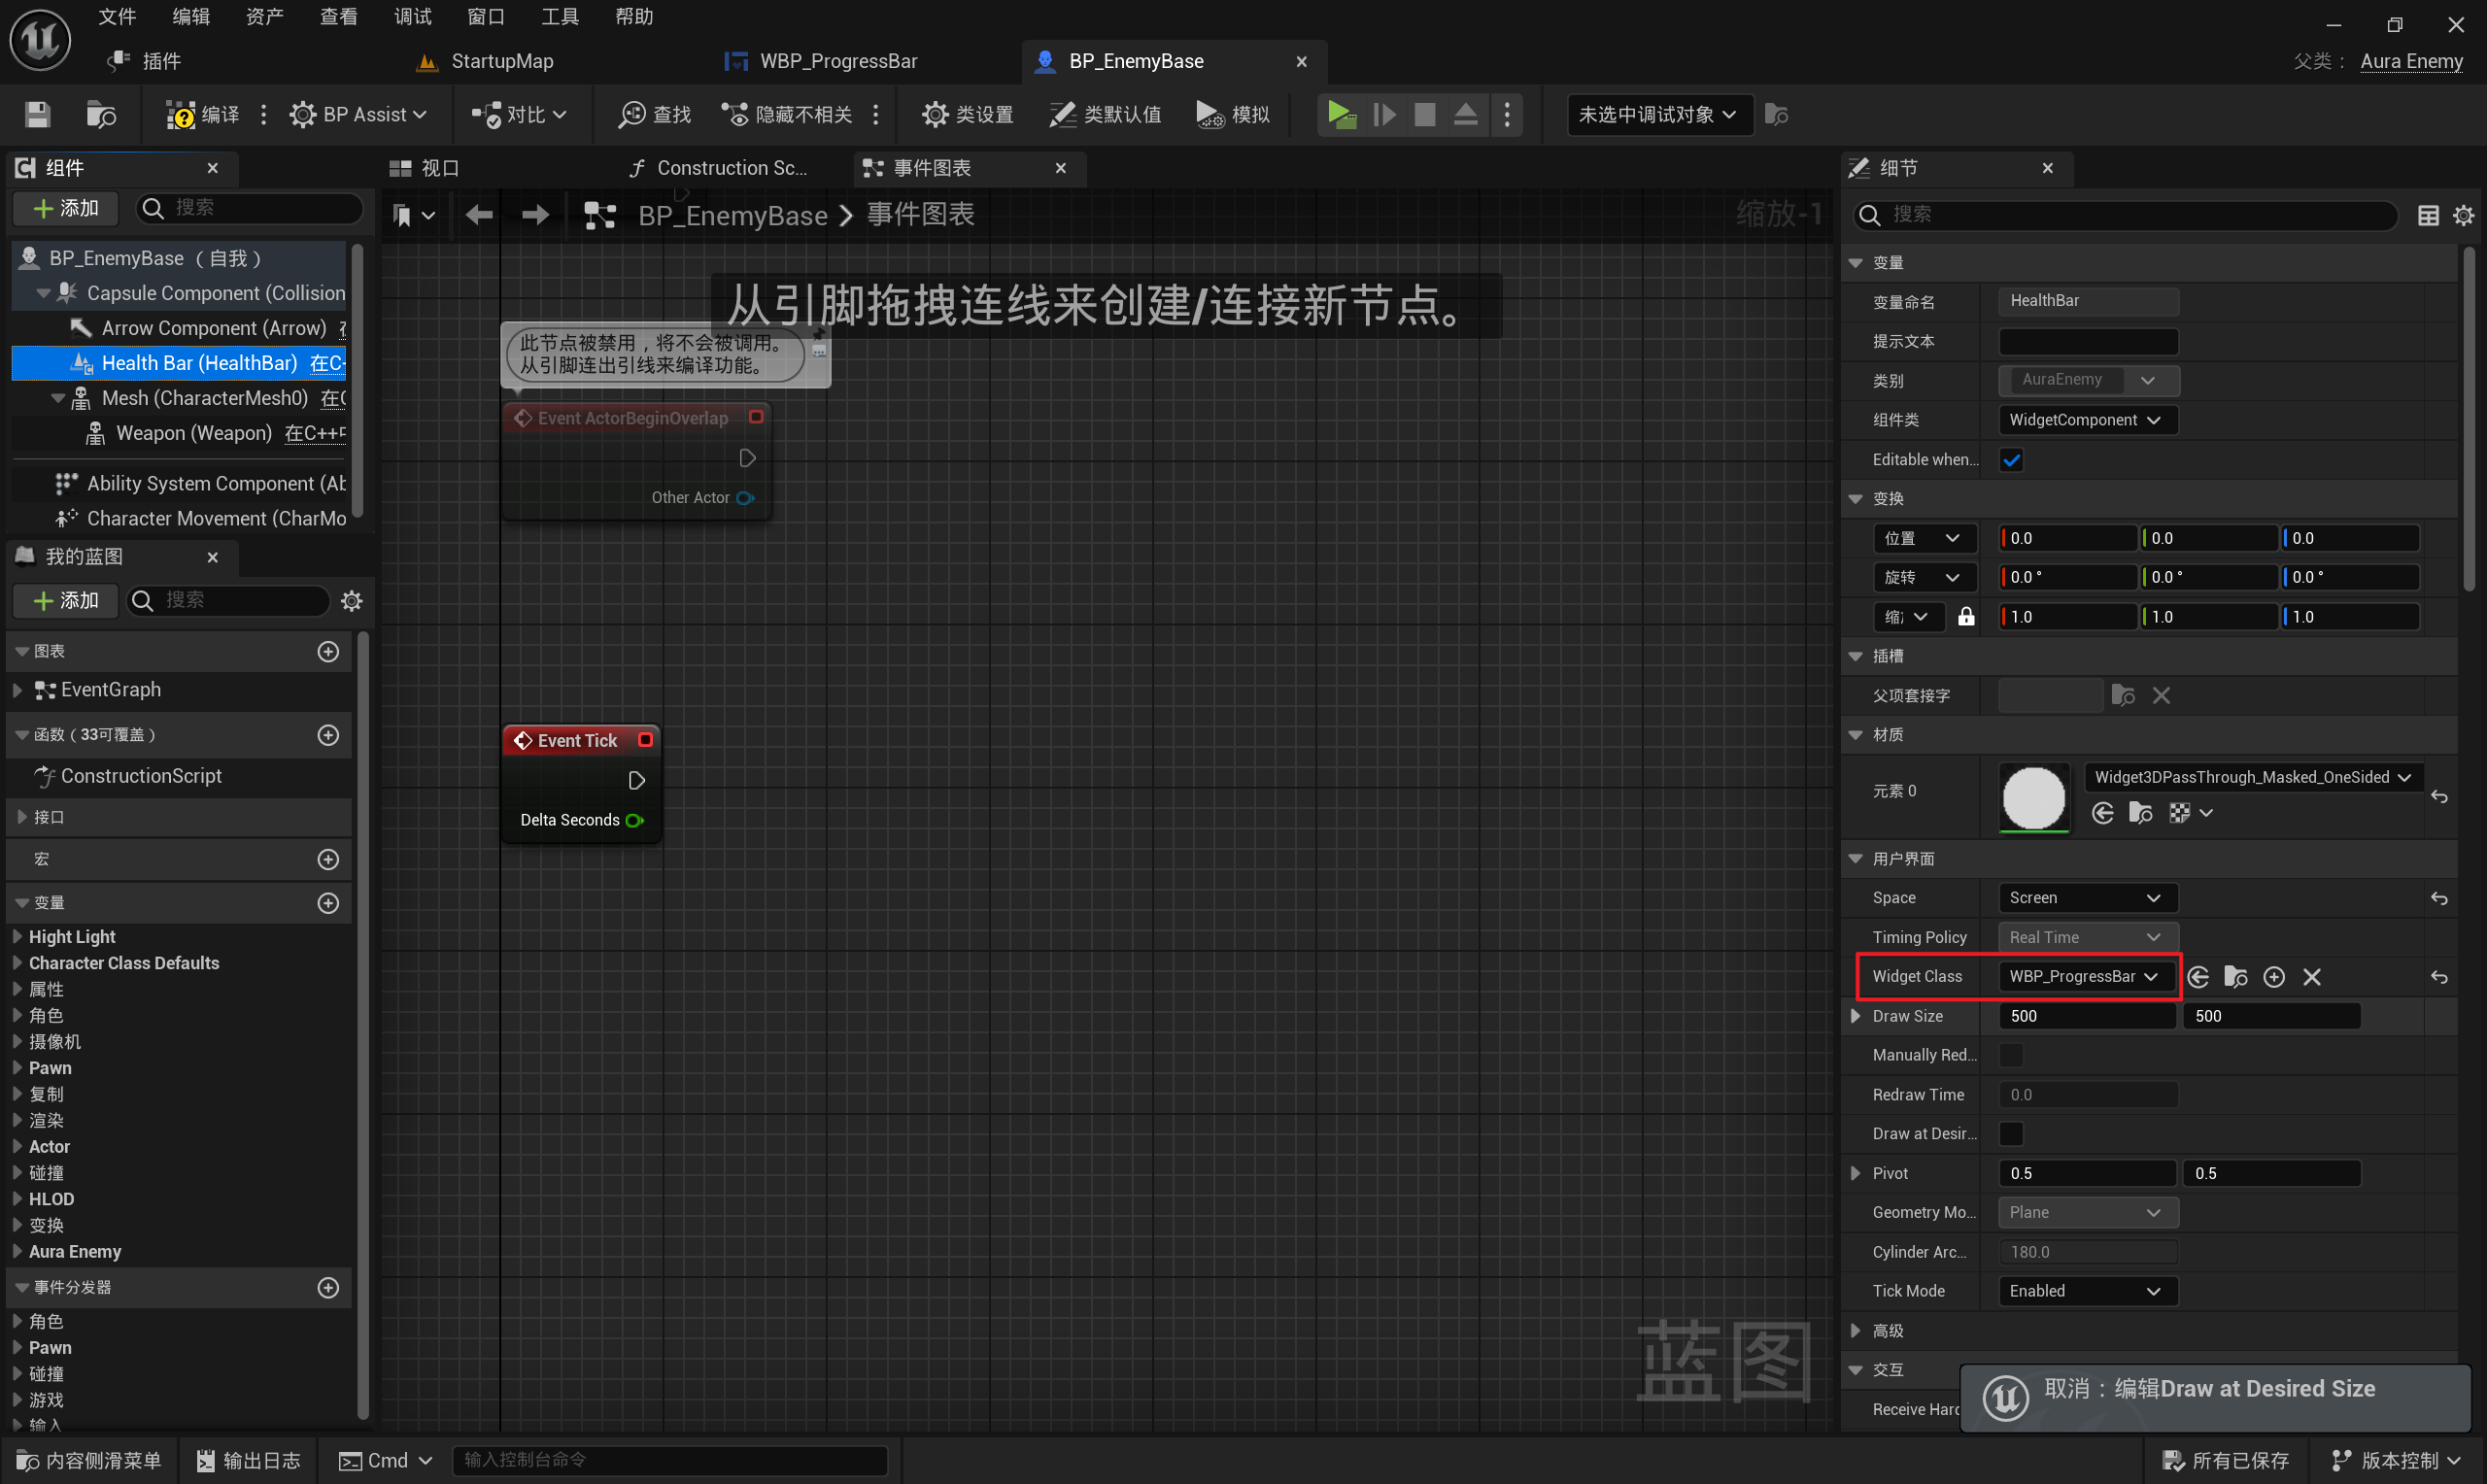 文件 编辑 资产 查看 调试 窗口 工具 帮助
插件 StartupMap WBP_ProgressBar BP_EnemyBase 父类： Aura Enemy
编译 BP Assist 对比 查找 隐藏不相关 类设置 类默认值 模拟 未选中调试对象
组件
添加 搜索
BP_EnemyBase （自我）
Capsule Component (Collision
Arrow Component (Arrow)
Health Bar (HealthBar) 在C+
Mesh (CharacterMesh0) 在C
Weapon (Weapon) 在C++中
Ability System Component (Ab
Character Movement (CharMo
我的蓝图
添加 搜索
图表
EventGraph
函数（33可覆盖）
ConstructionScript
接口
宏
变量
Hight Light
Character Class Defaults
属性
角色
摄像机
Pawn
复制
渲染
Actor
碰撞
HLOD
变换
Aura Enemy
事件分发器
角色
Pawn
碰撞
游戏
输入
视口 Construction Sc... 事件图表
BP_EnemyBase 事件图表 缩放-1
从引脚拖拽连线来创建/连接新节点。
此节点被禁用，将不会被调用。
从引脚连出引线来编译功能。
Event ActorBeginOverlap
Other Actor
Event Tick
Delta Seconds
蓝图
细节
搜索
变量
变量命名 HealthBar
提示文本
类别 AuraEnemy
组件类 WidgetComponent
Editable when...
变换
位置 0.0 0.0 0.0
旋转 0.0 ° 0.0 ° 0.0 °
缩 1.0 1.0 1.0
插槽
父项套接字
材质
元素 0 Widget3DPassThrough_Masked_OneSided
用户界面
Space Screen
Timing Policy Real Time
Widget Class WBP_ProgressBar
Draw Size 500 500
Manually Red...
Redraw Time 0.0
Draw at Desir...
Pivot 0.5 0.5
Geometry Mo... Plane
Cylinder Arc... 180.0
Tick Mode Enabled
高级
交互
Receive Hard
取消：编辑Draw at Desired Size
内容侧滑菜单 输出日志 Cmd 输入控制台命令 所有已保存 版本控制